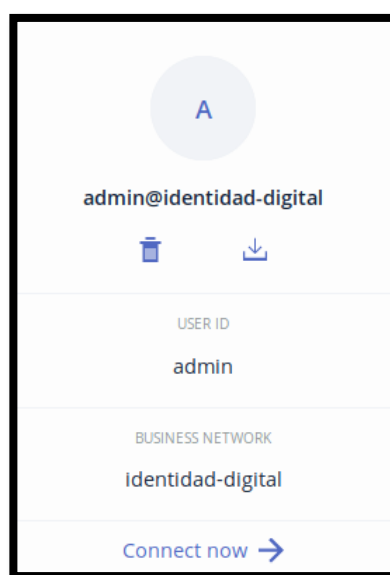 A
admin@identidad-digital
USER ID
admin
BUSINESS NETWORK
identidad-digital
Connect now